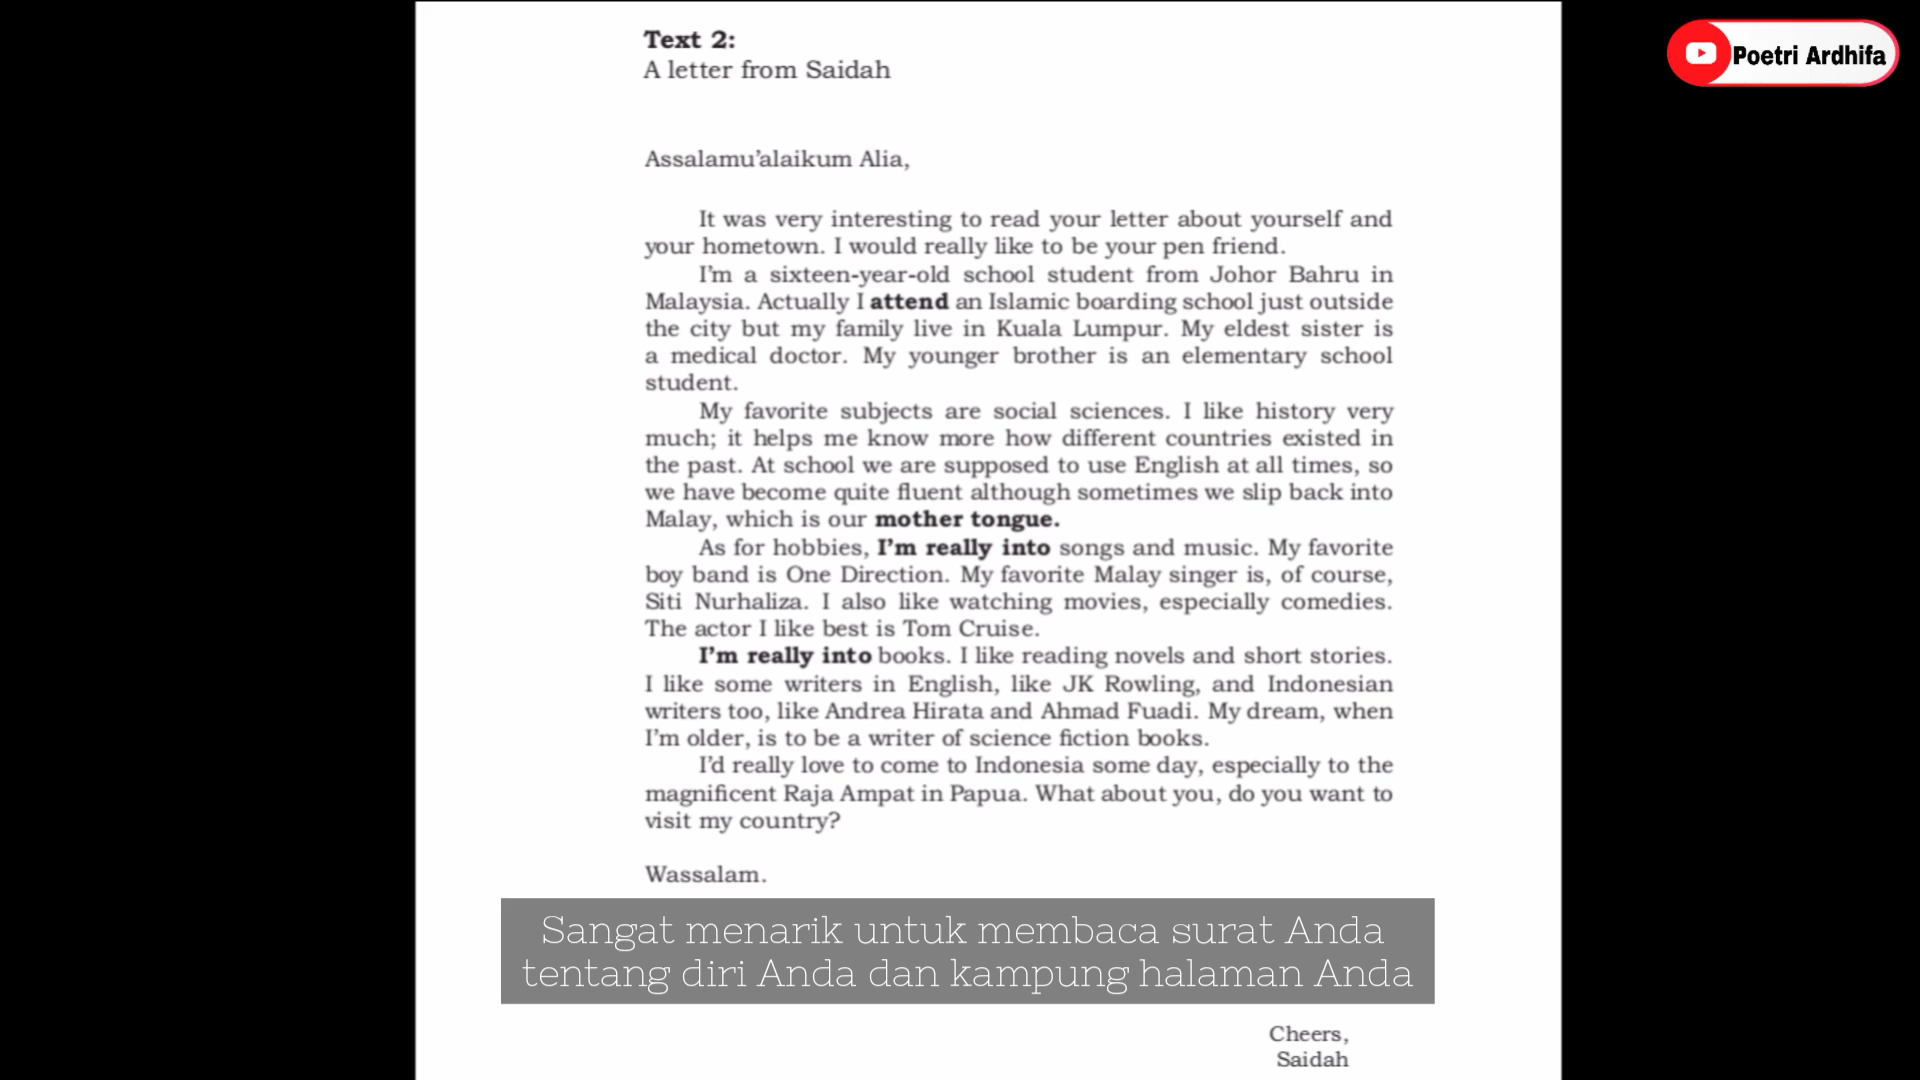 Text 2:
A letter from Saidah
Poetri Ardhifa
Assalamu’alaikum Alia,
It was very interesting to read your letter about yourself and
your hometown. I would really like to be your pen friend.
I’m a sixteen-year-old school student from Johor Bahru in
Malaysia. Actually I attend an Islamic boarding school just outside
the city but my family live in Kuala Lumpur. My eldest sister is
a medical doctor. My younger brother is an elementary school
student.
My favorite subjects are social sciences. I like history very
much; it helps me know more how different countries existed in
the past. At school we are supposed to use English at all times, so
we have become quite fluent although sometimes we slip back into
Malay, which is our mother tongue.
As for hobbies, I’m really into songs and music. My favorite
boy band is One Direction. My favorite Malay singer is, of course,
Siti Nurhaliza. I also like watching movies, especially comedies.
The actor I like best is Tom Cruise.
I’m really into books. I like reading novels and short stories.
I like some writers in English, like JK Rowling, and Indonesian
writers too, like Andrea Hirata and Ahmad Fuadi. My dream, when
I’m older, is to be a writer of science fiction books.
I’d really love to come to Indonesia some day, especially to the
magnificent Raja Ampat in Papua. What about you, do you want to
visit my country?
Wassalam.
Sangat menarik untuk membaca surat Anda
tentang diri Anda dan kampung halaman Anda
Cheers,
Saidah